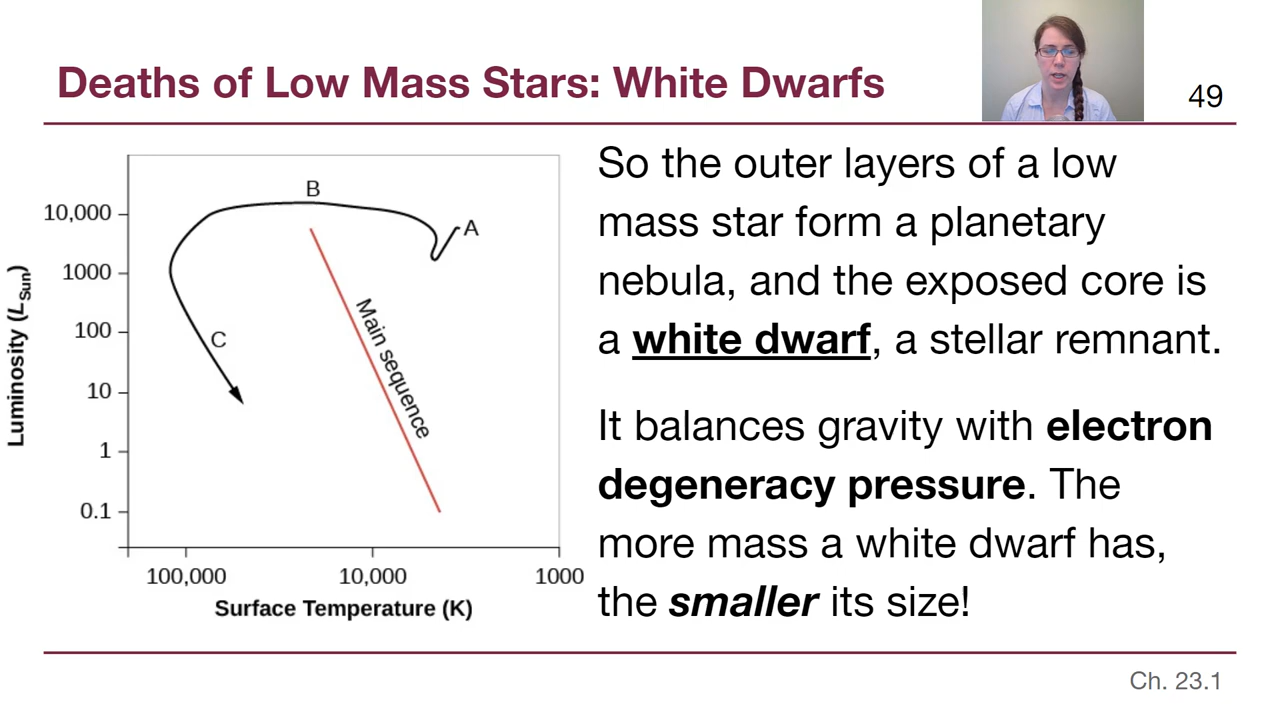 Deaths of Low Mass Stars: White Dwarfs
49
B
A
C
Main sequence
10,000
1000
100
10
1
0.1
Luminosity (LSun)
100,000
10,000
1000
Surface Temperature (K)
So the outer layers of a low
mass star form a planetary
nebula, and the exposed core is
a white dwarf, a stellar remnant.
It balances gravity with electron
degeneracy pressure. The
more mass a white dwarf has,
the smaller its size!
Ch. 23.1